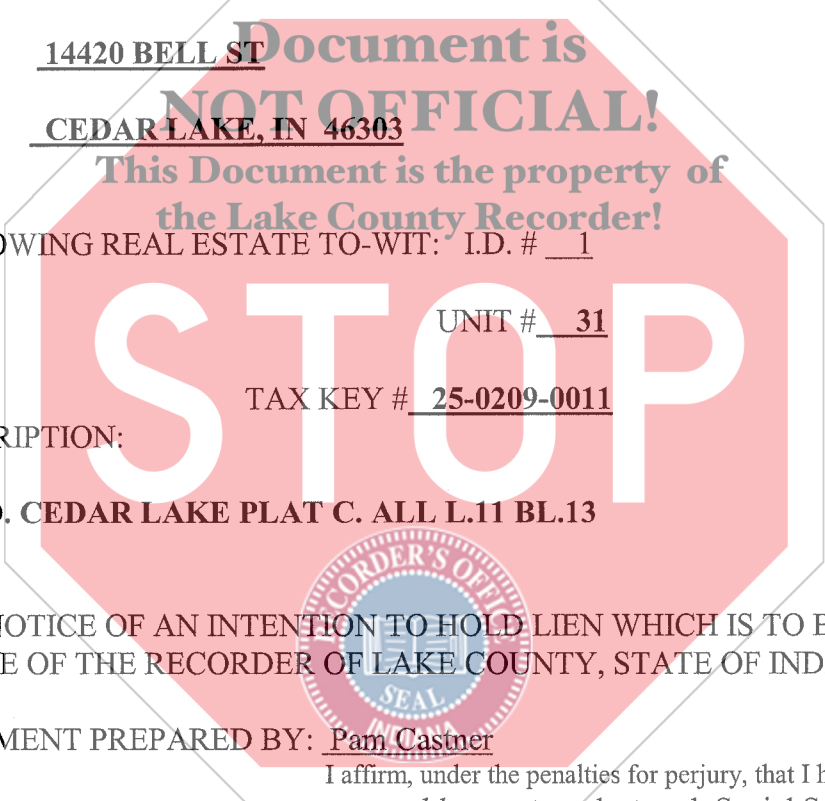 Document is
14420 BELL ST
NOT OFFICIAL!
CEDAR LAKE, IN 46303
This Document is the property of
the Lake County Recorder!
OWING REAL ESTATE TO-WIT: I.D. # 1
UNIT # 31
STOP
TAX KEY # 25-0209-0011
RIPTION:
. CEDAR LAKE PLAT C. ALL L.11 BL.13
RECORDER'S OFFICE
NOTICE OF AN INTENTION TO HOLD LIEN WHICH IS TO B
E OF THE RECORDER OF LAKE COUNTY, STATE OF IND
SEAL
INDIANA
MENT PREPARED BY: Pam Castner
I affirm, under the penalties for perjury, that I h